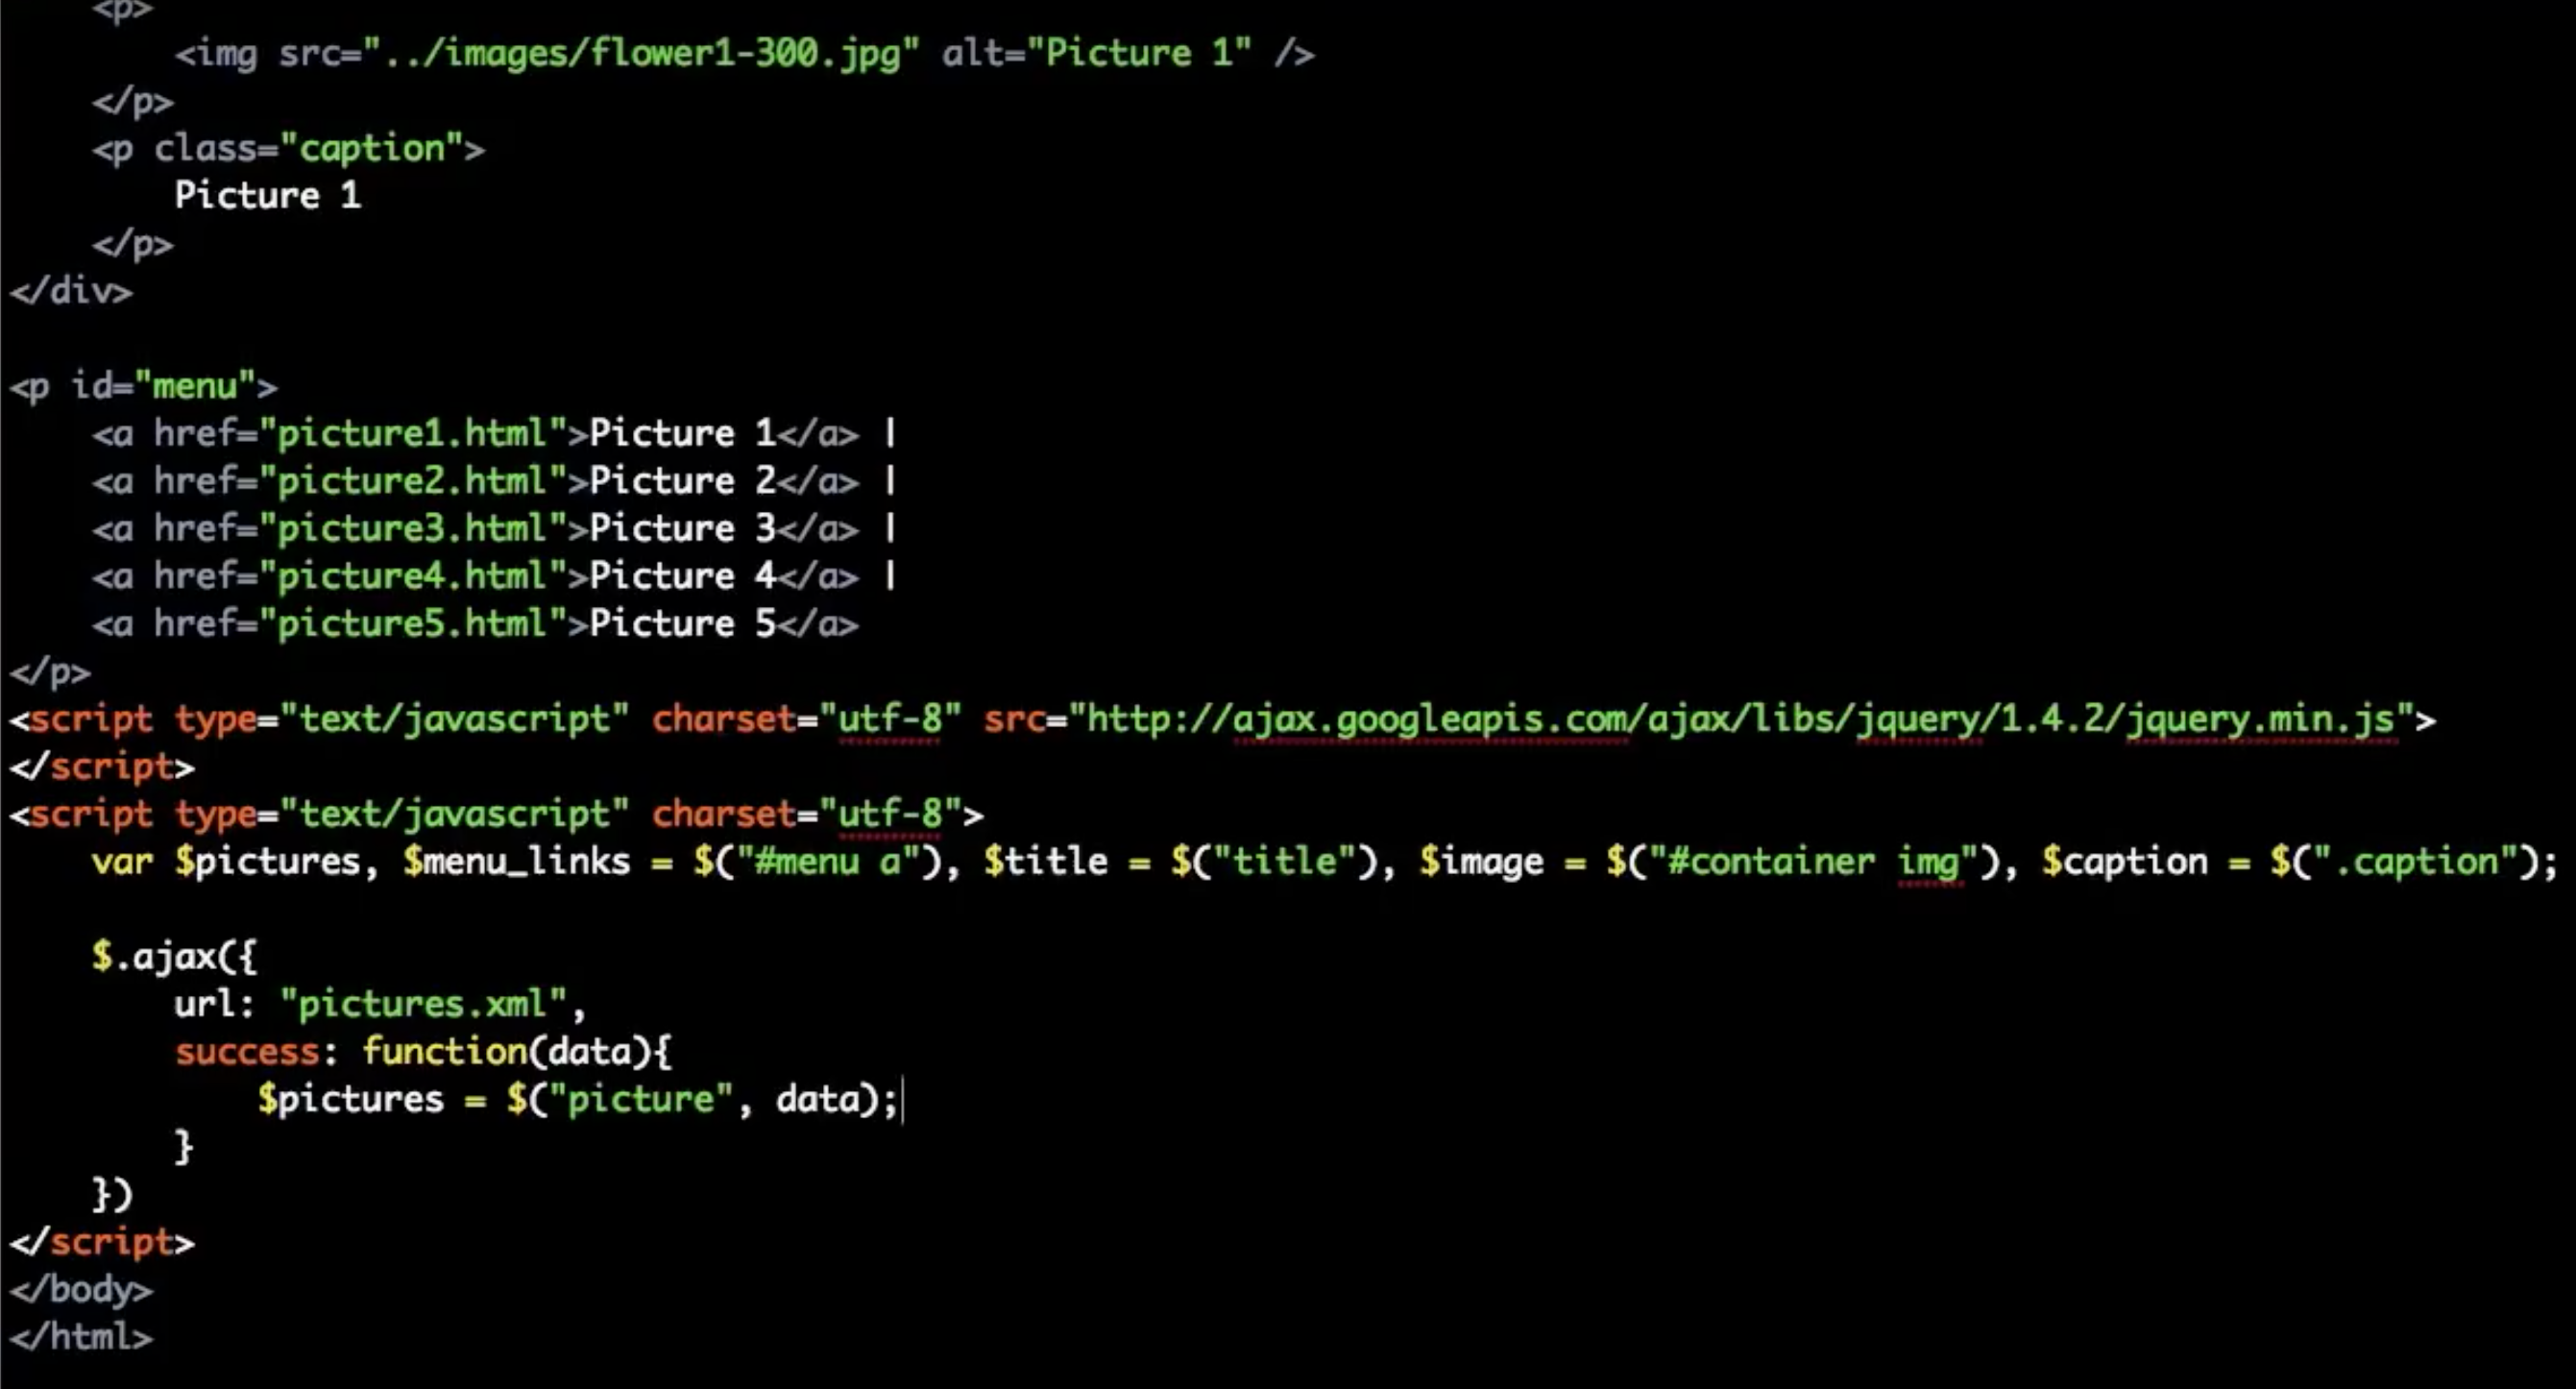 <p>
<img src="../images/flower1-300.jpg" alt="Picture 1" />
</p>
<p class="caption">
Picture 1
</p>
</div>
<p id="menu">
<a href="picture1.html">Picture 1</a> |
<a href="picture2.html">Picture 2</a> |
<a href="picture3.html">Picture 3</a> |
<a href="picture4.html">Picture 4</a> |
<a href="picture5.html">Picture 5</a>
</p>
<script type="text/javascript" charset="utf-8" src="http://ajax.googleapis.com/ajax/libs/jquery/1.4.2/jquery.min.js">
</script>
<script type="text/javascript" charset="utf-8">
var $pictures, $menu_links = $("#menu a"), $title = $("title"), $image = $("#container img"), $caption = $(".caption");
$.ajax({
url: "pictures.xml",
success: function(data){
$pictures = $("picture", data);
}
})
</script>
</body>
</html>